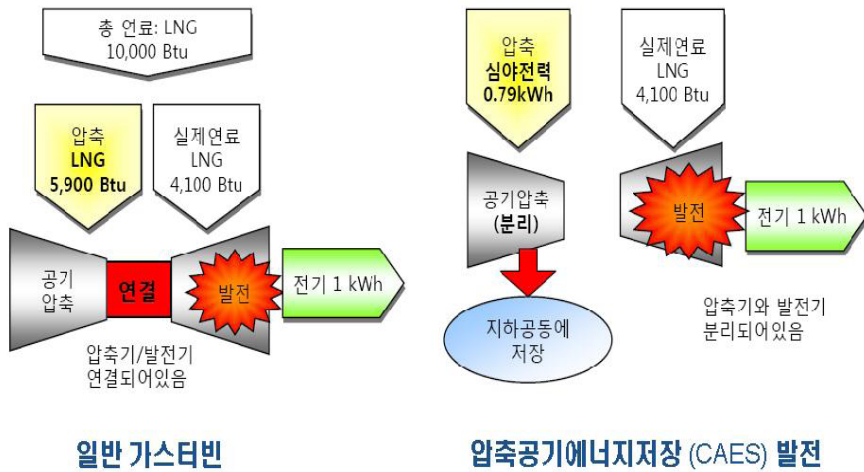 총 연료: LNG
10,000 Btu
압축
LNG
5,900 Btu
실제연료
LNG
4,100 Btu
공기
압축
연결
발전
전기 1 kWh
압축기/발전기
연결되어있음
일반 가스터빈
압축
심야전력
0.79kWh
실제연료
LNG
4,100 Btu
공기압축
(분리)
발전
전기 1 kWh
지하공동에
저장
압축기와 발전기
분리되어있음
압축공기에너지저장 (CAES) 발전